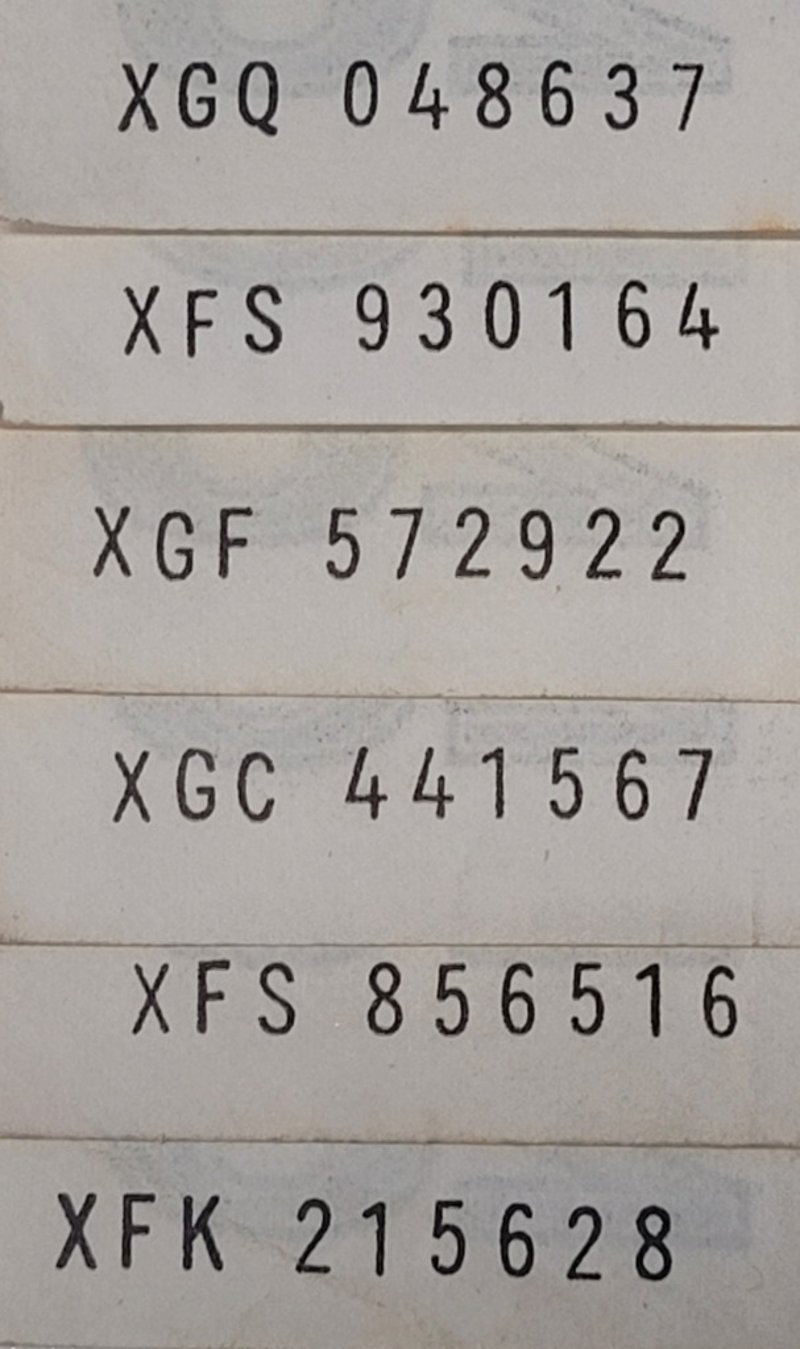 XGQ 048637
XFS 930164
XGF 572922
XGC 441567
XFS 856516
XFK 215628